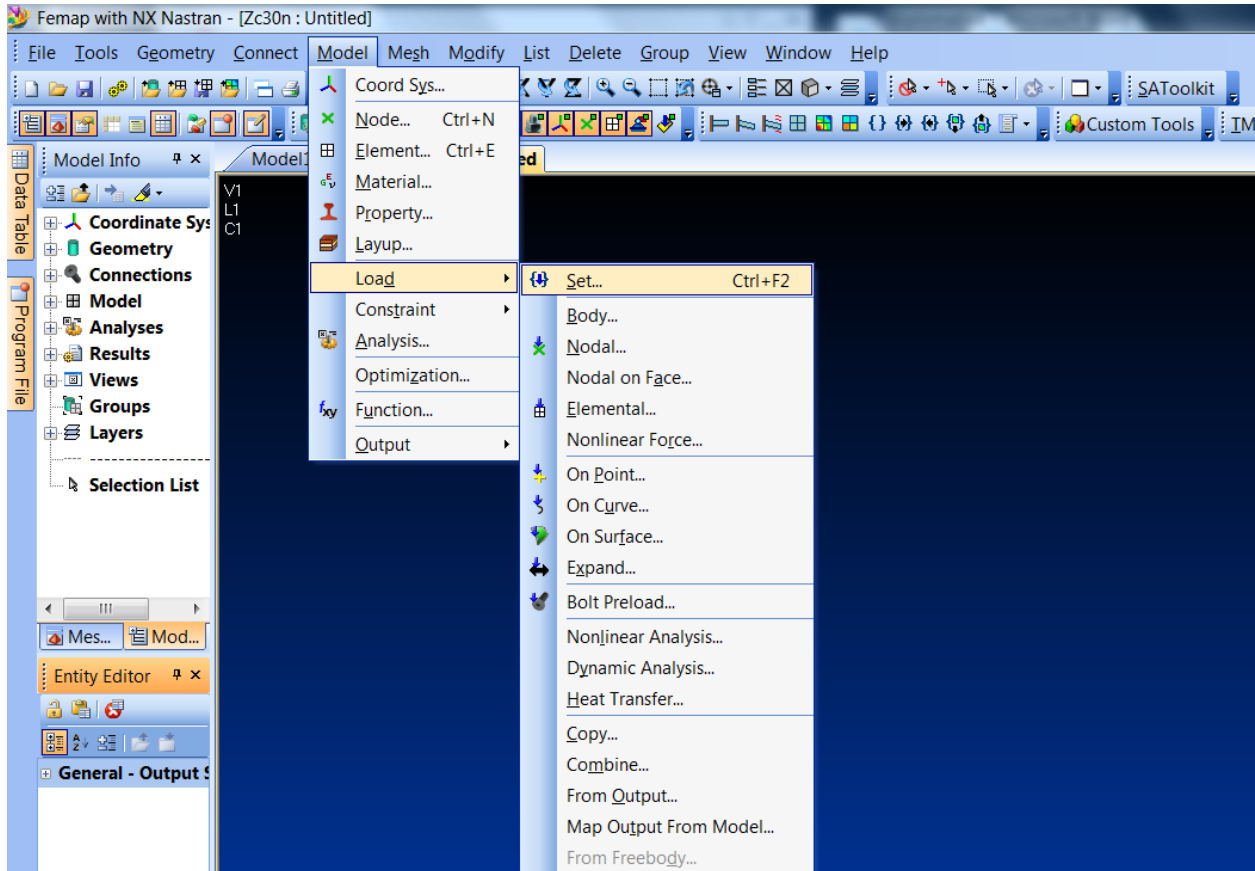 Femap with NX Nastran - [Zc30n : Untitled]
File Tools Geometry Connect Model Mesh Modify List Delete Group View Window Help
SAToolkit
Custom Tools
Model Info
Data Table
Program File
Coordinate Sys
Geometry
Connections
Model
Analyses
Results
Views
Groups
Layers
Selection List
Mes... Mod...
Entity Editor
General - Output
V1
L1
C1
Coord Sys...
Node... Ctrl+N
Element... Ctrl+E
Material...
Property...
Layup...
Load
Constraint
Analysis...
Optimization...
Function...
Output
Set... Ctrl+F2
Body...
Nodal...
Nodal on Face...
Elemental...
Nonlinear Force...
On Point...
On Curve...
On Surface...
Expand...
Bolt Preload...
Nonlinear Analysis...
Dynamic Analysis...
Heat Transfer...
Copy...
Combine...
From Output...
Map Output From Model...
From Freebody...